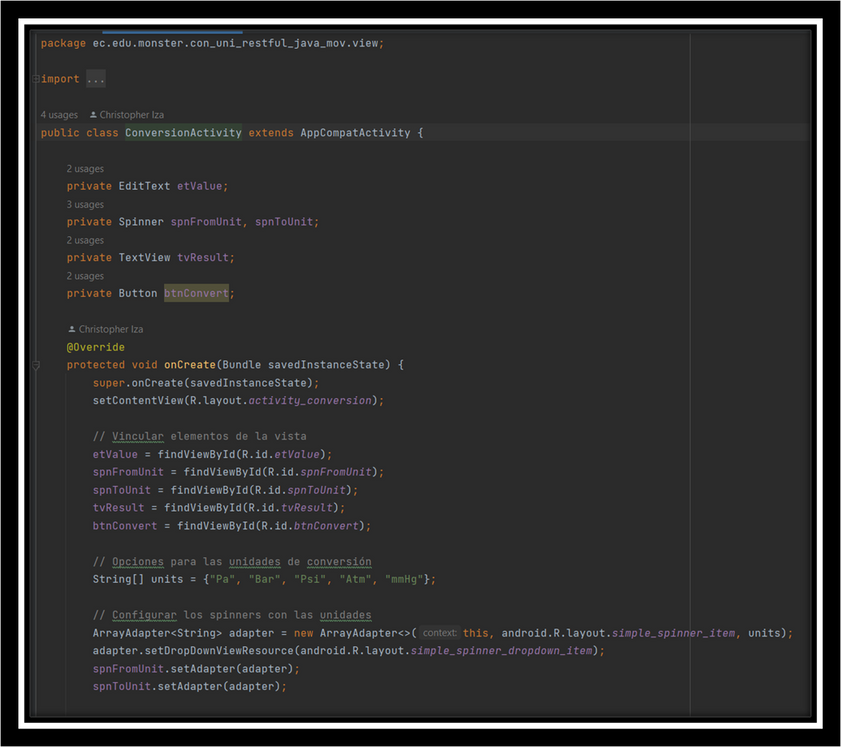 package ec.edu.monster.con_uni_restful_java_mov.view;
import ...
4 usages Christopher Iza
public class ConversionActivity extends AppCompatActivity {
2 usages
private EditText etValue;
3 usages
private Spinner spnFromUnit, spnToUnit;
2 usages
private TextView tvResult;
2 usages
private Button btnConvert;
Christopher Iza
@Override
protected void onCreate(Bundle savedInstanceState) {
super.onCreate(savedInstanceState);
setContentView(R.layout.activity_conversion);
// Vincular elementos de la vista
etValue = findViewById(R.id.etValue);
spnFromUnit = findViewById(R.id.spnFromUnit);
spnToUnit = findViewById(R.id.spnToUnit);
tvResult = findViewById(R.id.tvResult);
btnConvert = findViewById(R.id.btnConvert);
// Opciones para las unidades de conversión
String[] units = {"Pa", "Bar", "Psi", "Atm", "mmHg"};
// Configurar los spinners con las unidades
ArrayAdapter<String> adapter = new ArrayAdapter<>( context: this, android.R.layout.simple_spinner_item, units);
adapter.setDropDownViewResource(android.R.layout.simple_spinner_dropdown_item);
spnFromUnit.setAdapter(adapter);
spnToUnit.setAdapter(adapter);